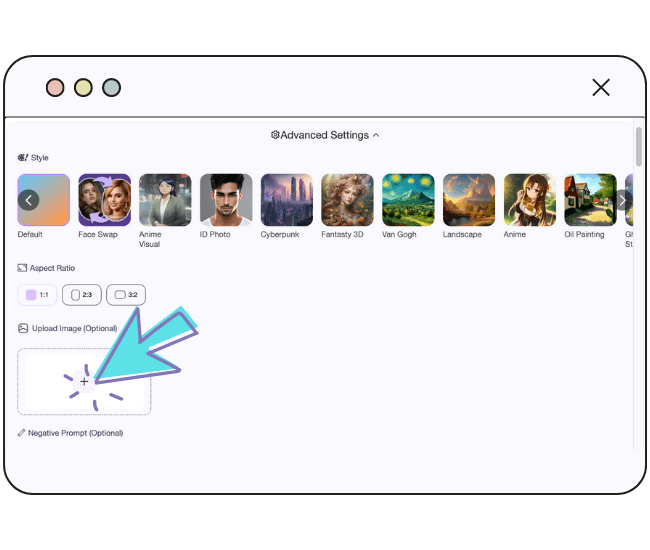 Advanced Settings
Style
Default
Face Swap
Anime
Visual
ID Photo
Cyberpunk
Fantasty 3D
Van Gogh
Landscape
Anime
Oil Painting
Gh
St
Aspect Ratio
1:1
2:3
3:2
Upload Image (Optional)
+
Negative Prompt (Optional)